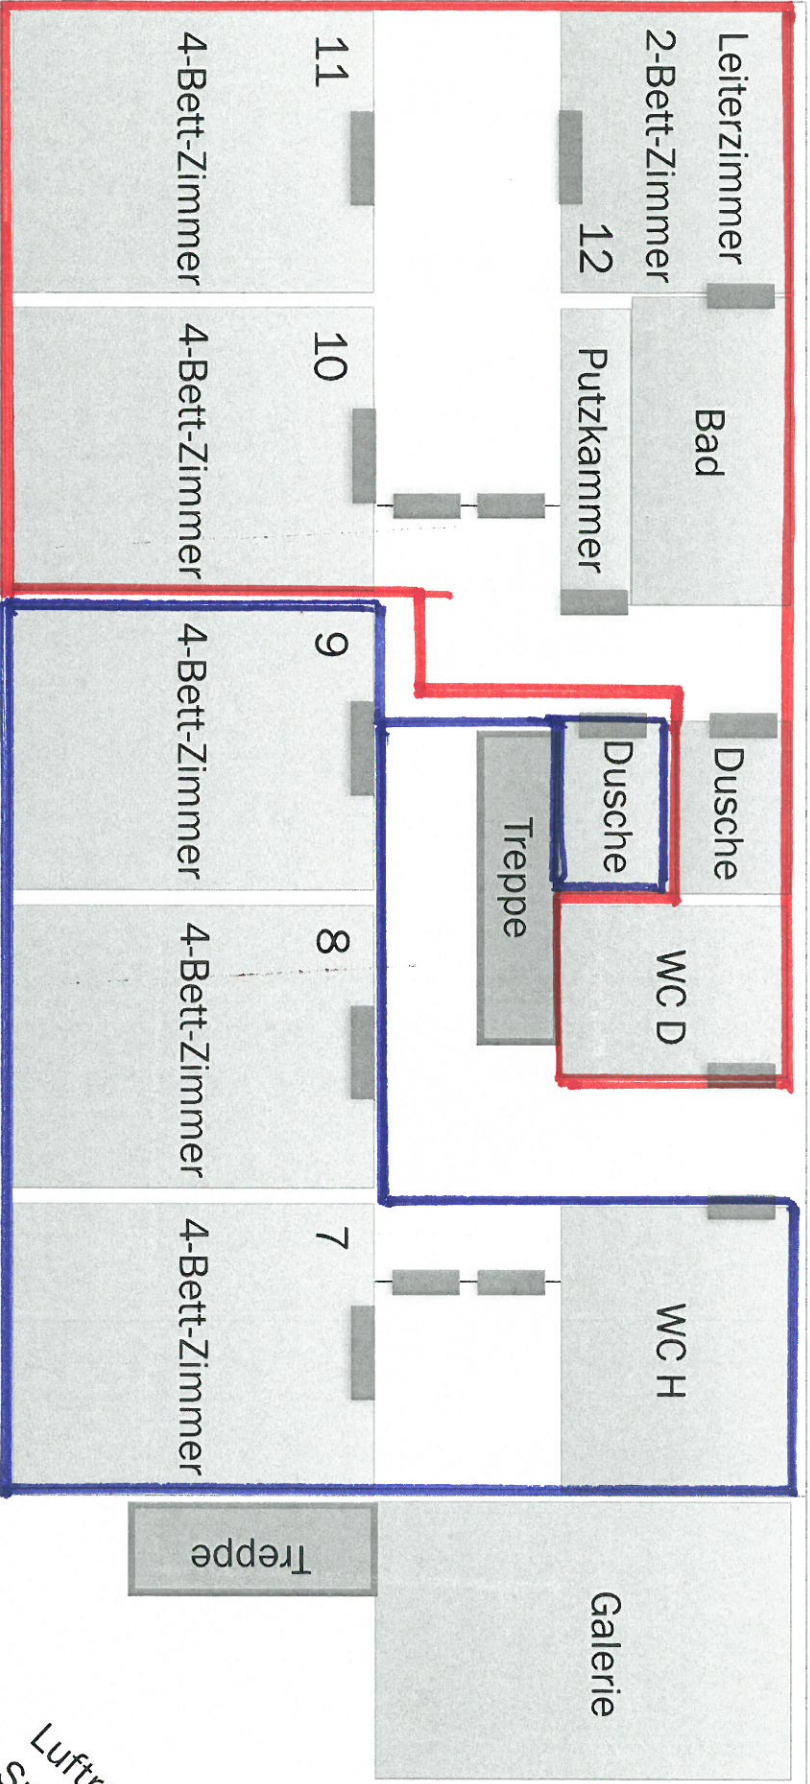 Leiterzimmer
2-Bett-Zimmer
12
Bad
Putzkammer
Dusche
Dusche
WC D
WC H
Treppe
11
4-Bett-Zimmer
10
4-Bett-Zimmer
9
4-Bett-Zimmer
8
4-Bett-Zimmer
7
4-Bett-Zimmer
Galerie
Treppe